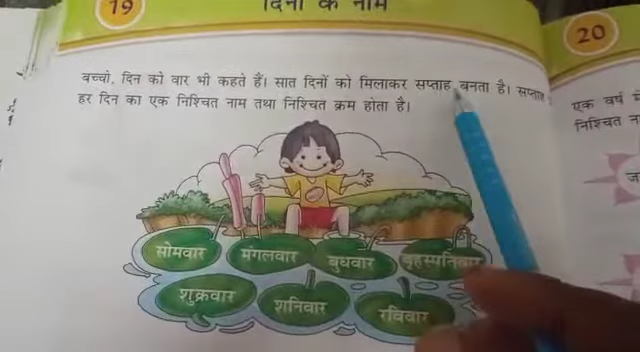 19
दिनों के नाम
20
बच्चो, दिन को वार भी कहते हैं। सात दिनों को मिलाकर सप्ताह बनता है। सप्ताह
हर दिन का एक निश्चित नाम तथा निश्चित क्रम होता है।
एक वर्ष
निश्चित
सोमवार
मंगलवार
बुधवार
बृहस्पतिवार
शुक्रवार
शनिवार
रविवार